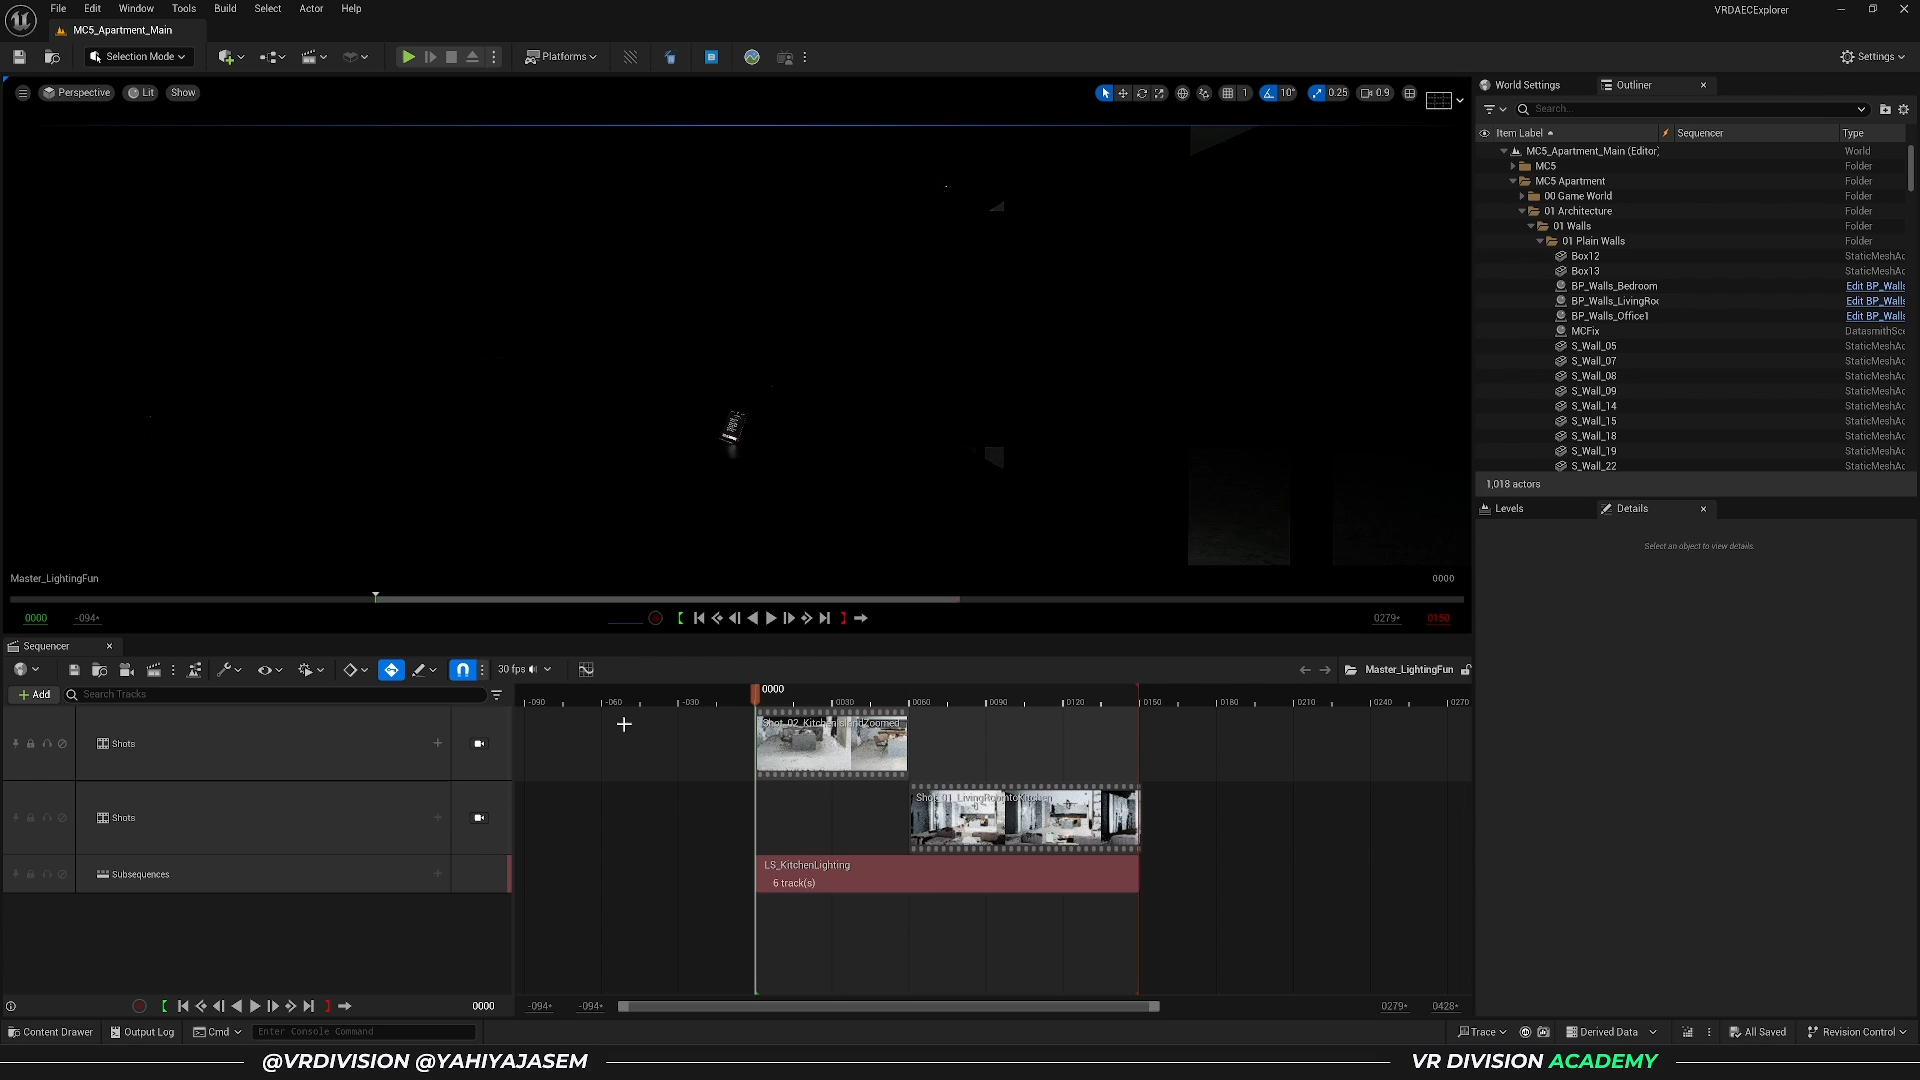 File Edit Window Tools Build Select Actor Help
VRDAECExplorer
MC5_Apartment_Main
Selection Mode
Platforms
Settings
Perspective Lit Show
1 10° 0.25 0.9
World Settings Outliner
Search...
Item Label Sequencer Type
MC5_Apartment_Main (Editor) World
MC5 Folder
MC5 Apartment Folder
00 Game World Folder
01 Architecture Folder
01 Walls Folder
01 Plain Walls Folder
Box12 StaticMeshAc
Box13 StaticMeshAc
BP_Walls_Bedroom Edit BP_Walls
BP_Walls_LivingRoo Edit BP_Walls
BP_Walls_Office1 Edit BP_Walls
MCFix DatasmithSce
S_Wall_05 StaticMeshAc
S_Wall_07 StaticMeshAc
S_Wall_08 StaticMeshAc
S_Wall_09 StaticMeshAc
S_Wall_14 StaticMeshAc
S_Wall_15 StaticMeshAc
S_Wall_18 StaticMeshAc
S_Wall_19 StaticMeshAc
S_Wall_22 StaticMeshAc
1,018 actors
Levels Details
Select an object to view details.
Master_LightingFun 0000
0000 -094* 0279* 0150
Sequencer
30 fps Master_LightingFun
Add Search Tracks
0000
-090 -060 -030 0030 0060 0090 0120 0150 0180 0210 0240 0270
Shots
Shot_02_KitchenIslandZoomed
Shots
Shot_01_LivingRoomtoKitchen
Subsequences
LS_KitchenLighting
6 track(s)
0000 -094* -094* 0279* 0428*
Content Drawer Output Log Cmd Enter Console Command Trace Derived Data All Saved Revision Control
@VRDIVISION @YAHIYAJASEM
VR DIVISION ACADEMY